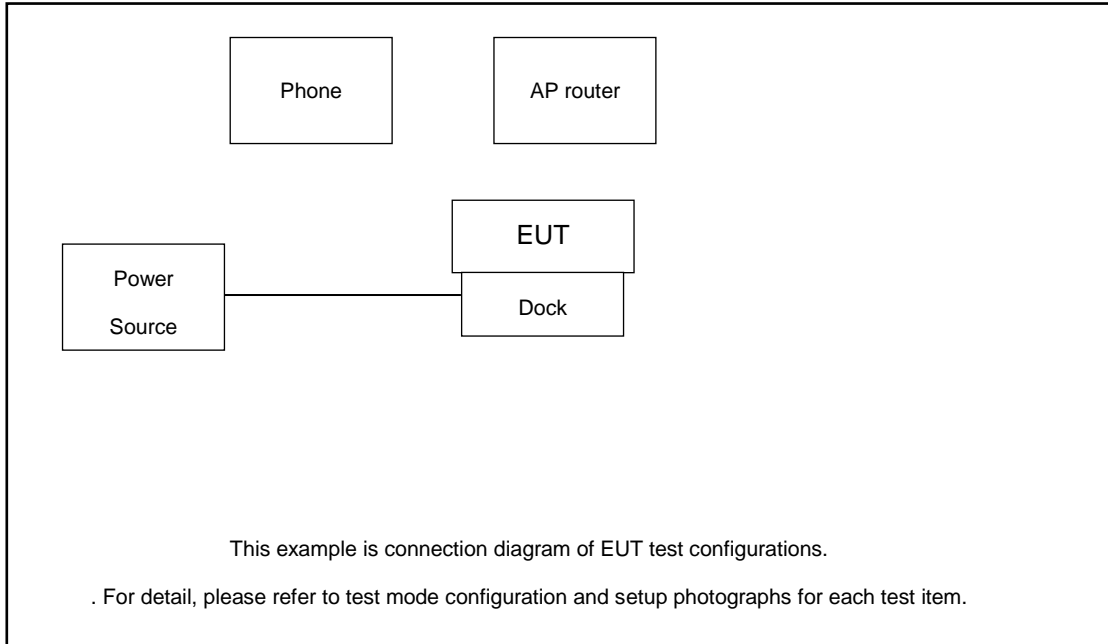 Phone
AP router
EUT
Power
Source
Dock
This example is connection diagram of EUT test configurations.
. For detail, please refer to test mode configuration and setup photographs for each test item.